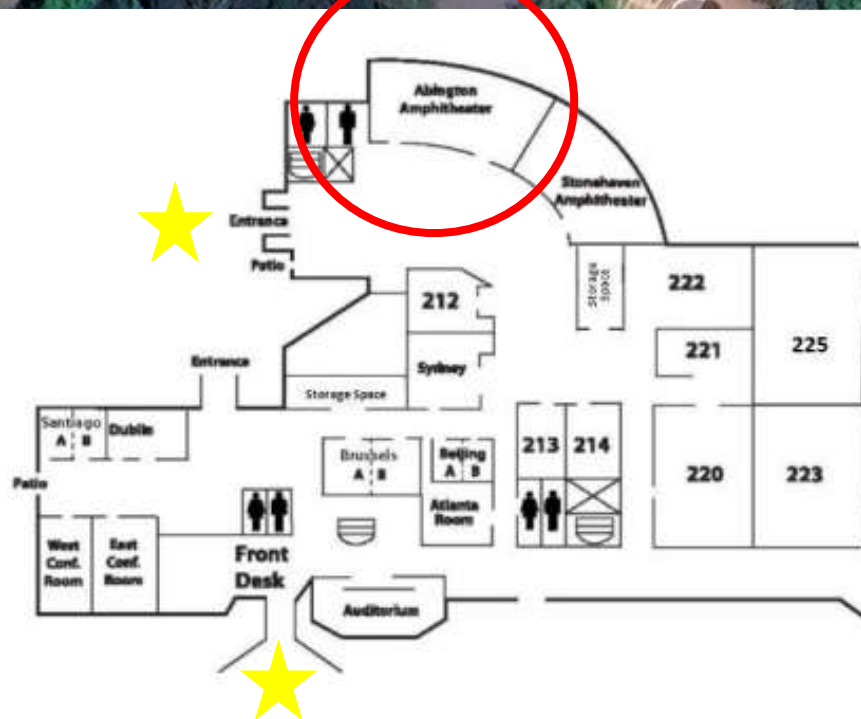 Abington
Amphitheater
Stonehaven
Amphitheater
Entrance
Patio
Storage
Space
222
212
221
225
Sydney
Entrance
Storage Space
Santiago
A B
Dublin
Brussels
A B
Beijing
A B
213
214
220
223
Patio
Atlanta
Room
West
Conf.
Room
East
Conf.
Room
Front
Desk
Auditorium